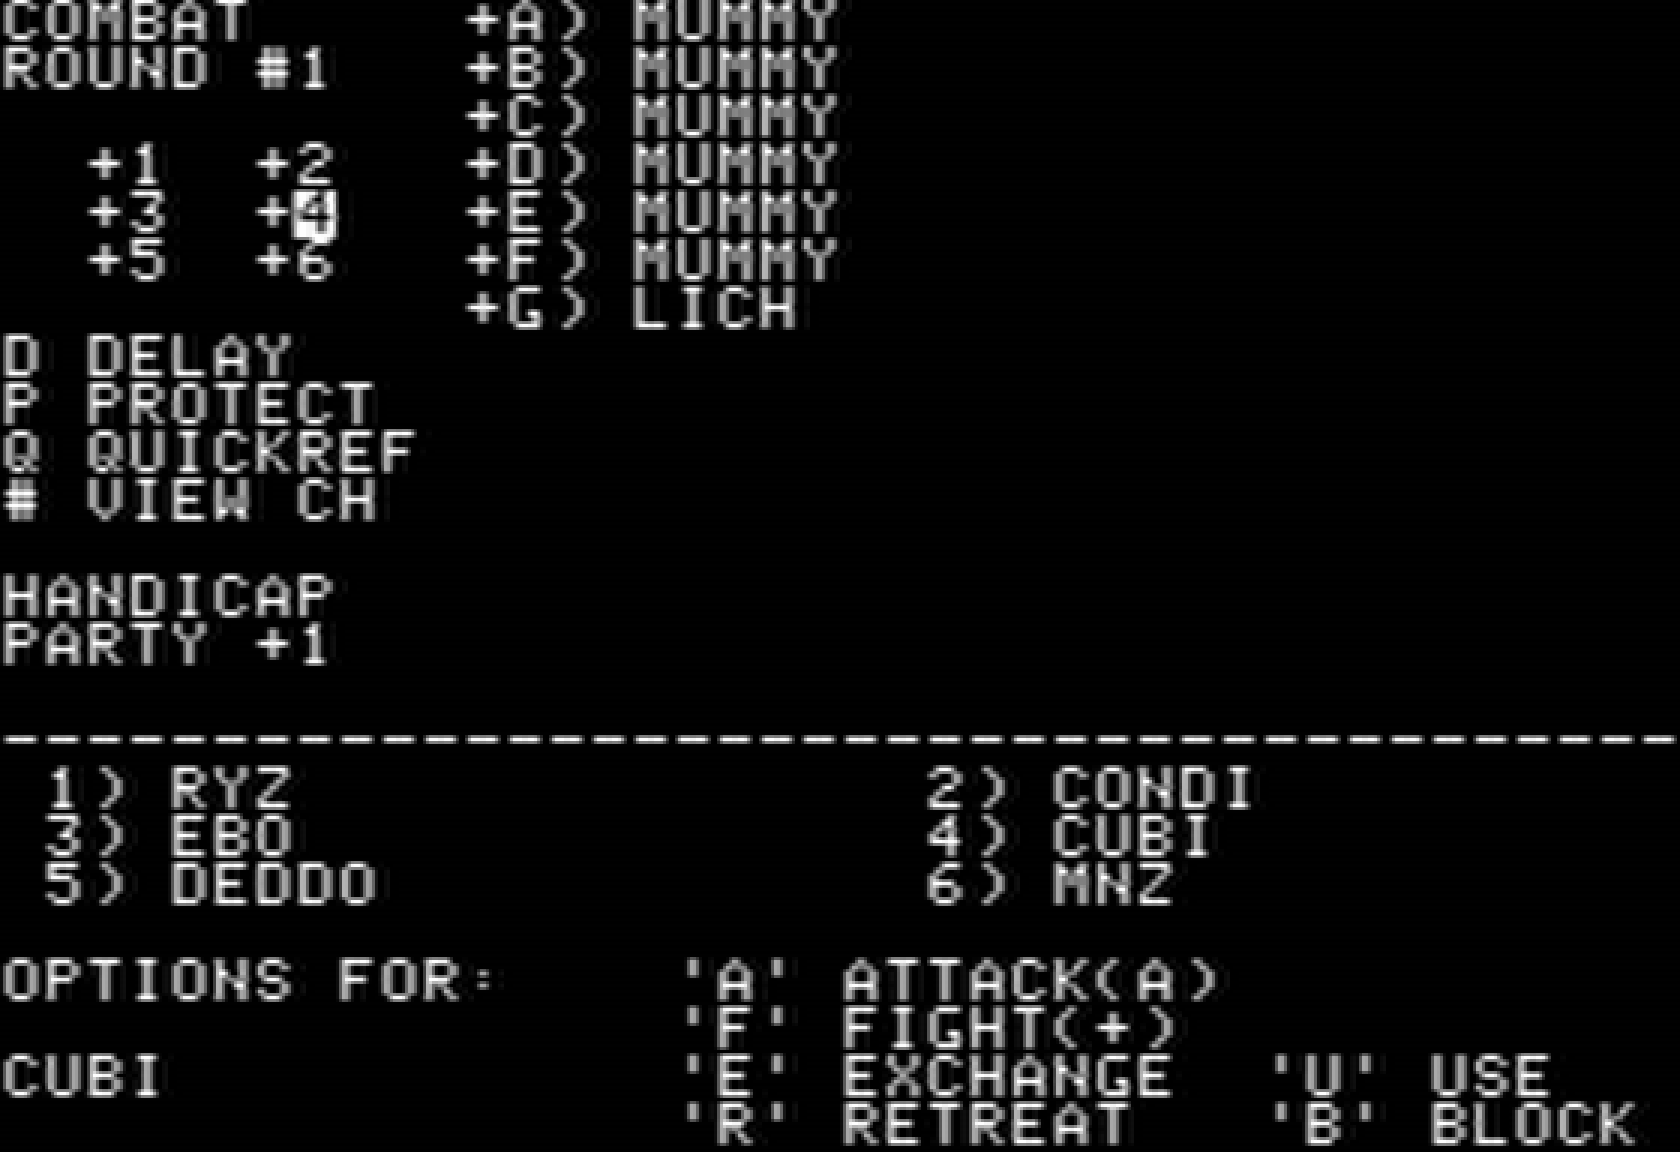 COMBAT +A) MUMMY
ROUND #1 +B) MUMMY
+C) MUMMY
+1 +2 +D) MUMMY
+3 +4 +E) MUMMY
+5 +6 +F) MUMMY
+G) LICH
D DELAY
P PROTECT
Q QUICKREF
# VIEW CH
HANDICAP
PARTY +1
----------------------------------------
1) RYZ 2) CONDI
3) EBO 4) CUBI
5) DEDDO 6) MNZ
OPTIONS FOR: 'A' ATTACK(A)
'F' FIGHT(+)
CUBI 'E' EXCHANGE 'U' USE
'R' RETREAT 'B' BLOCK